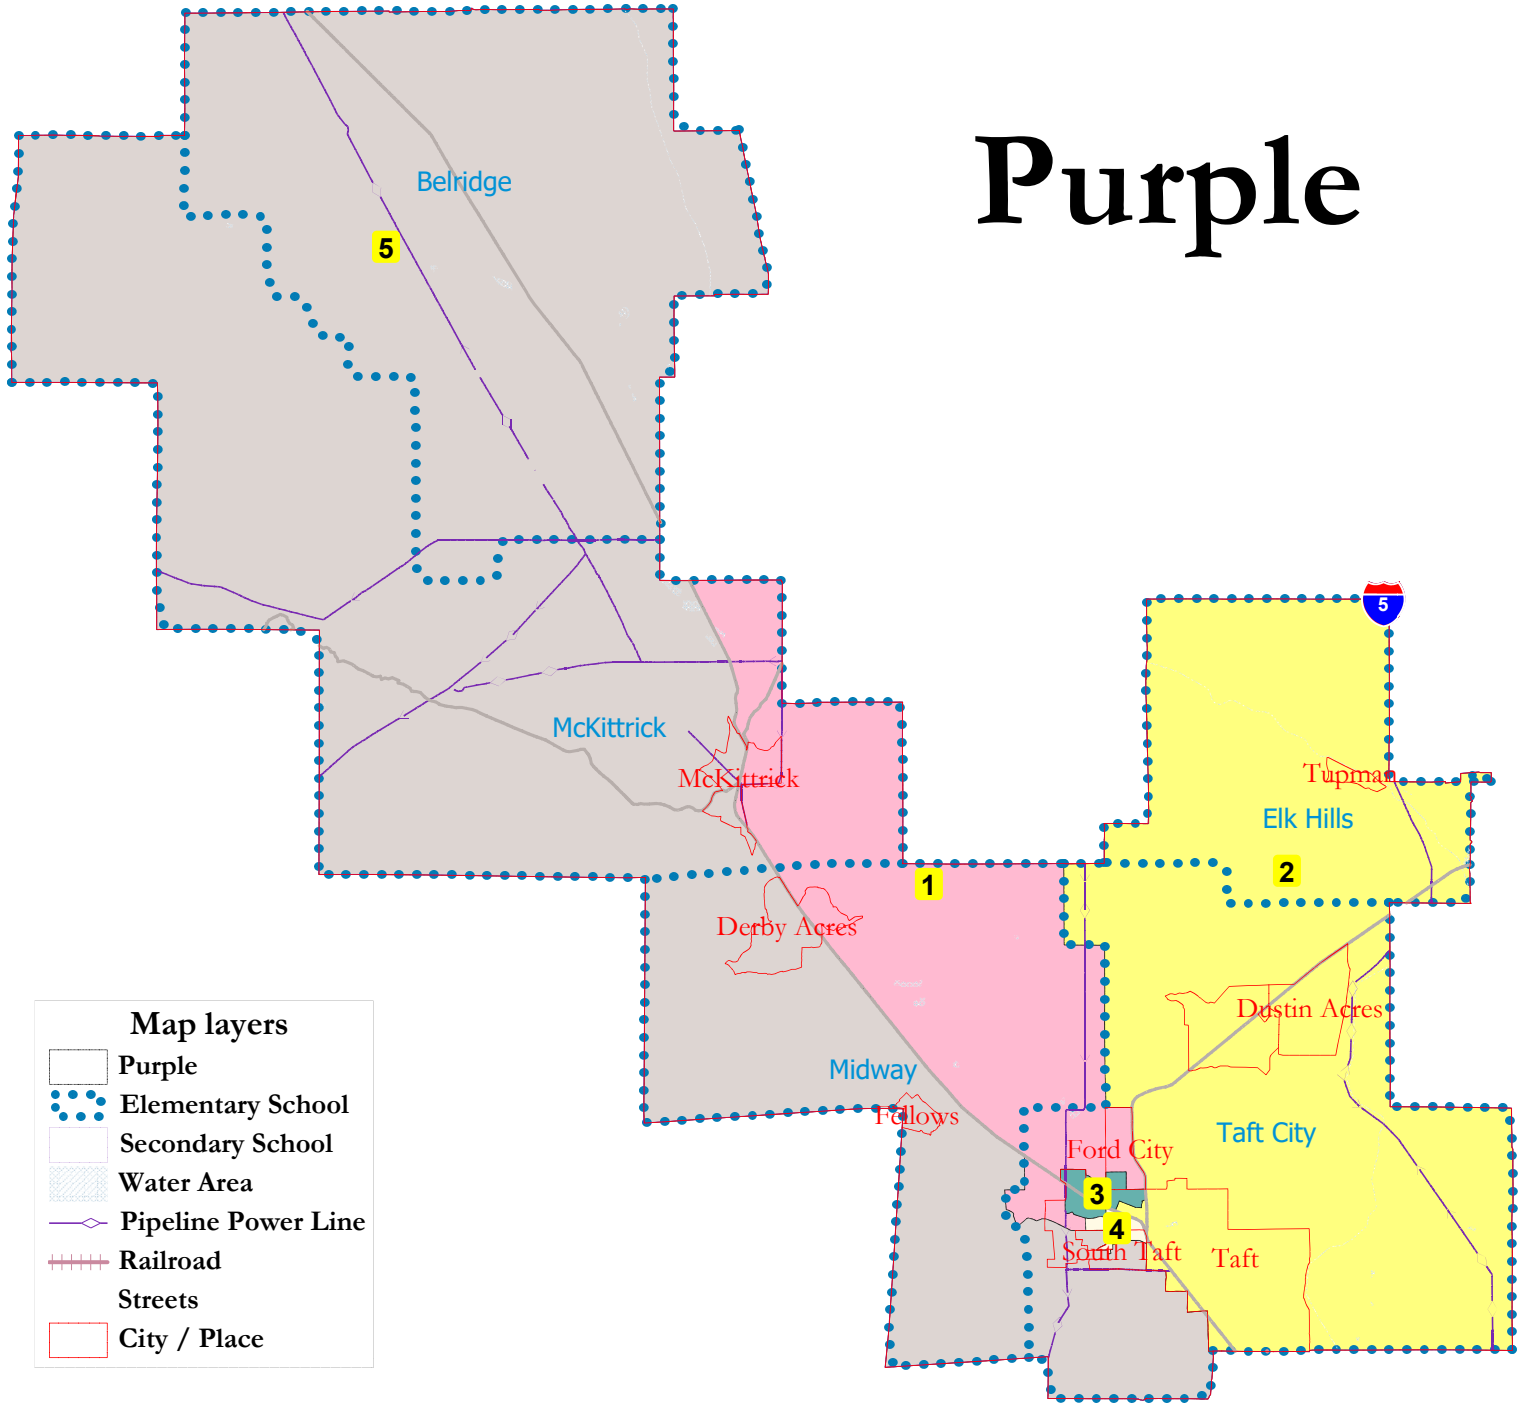 Purple
Belridge
5
5
McKittrick
McKittrick
Tupman
Elk Hills
2
1
Derby Acres
Dustin Acres
Midway
Fellows
Taft City
Ford City
3
4
South Taft
Taft
Map layers
Purple
Elementary School
Secondary School
Water Area
Pipeline Power Line
Railroad
Streets
City / Place